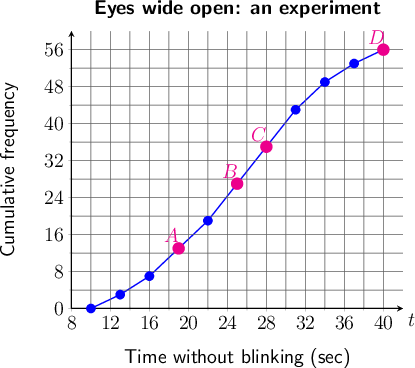 Eyes wide open: an experiment
Cumulative frequency
56
48
40
32
24
16
8
0
A
B
C
D
8 12 16 20 24 28 32 36 40 t
Time without blinking (sec)